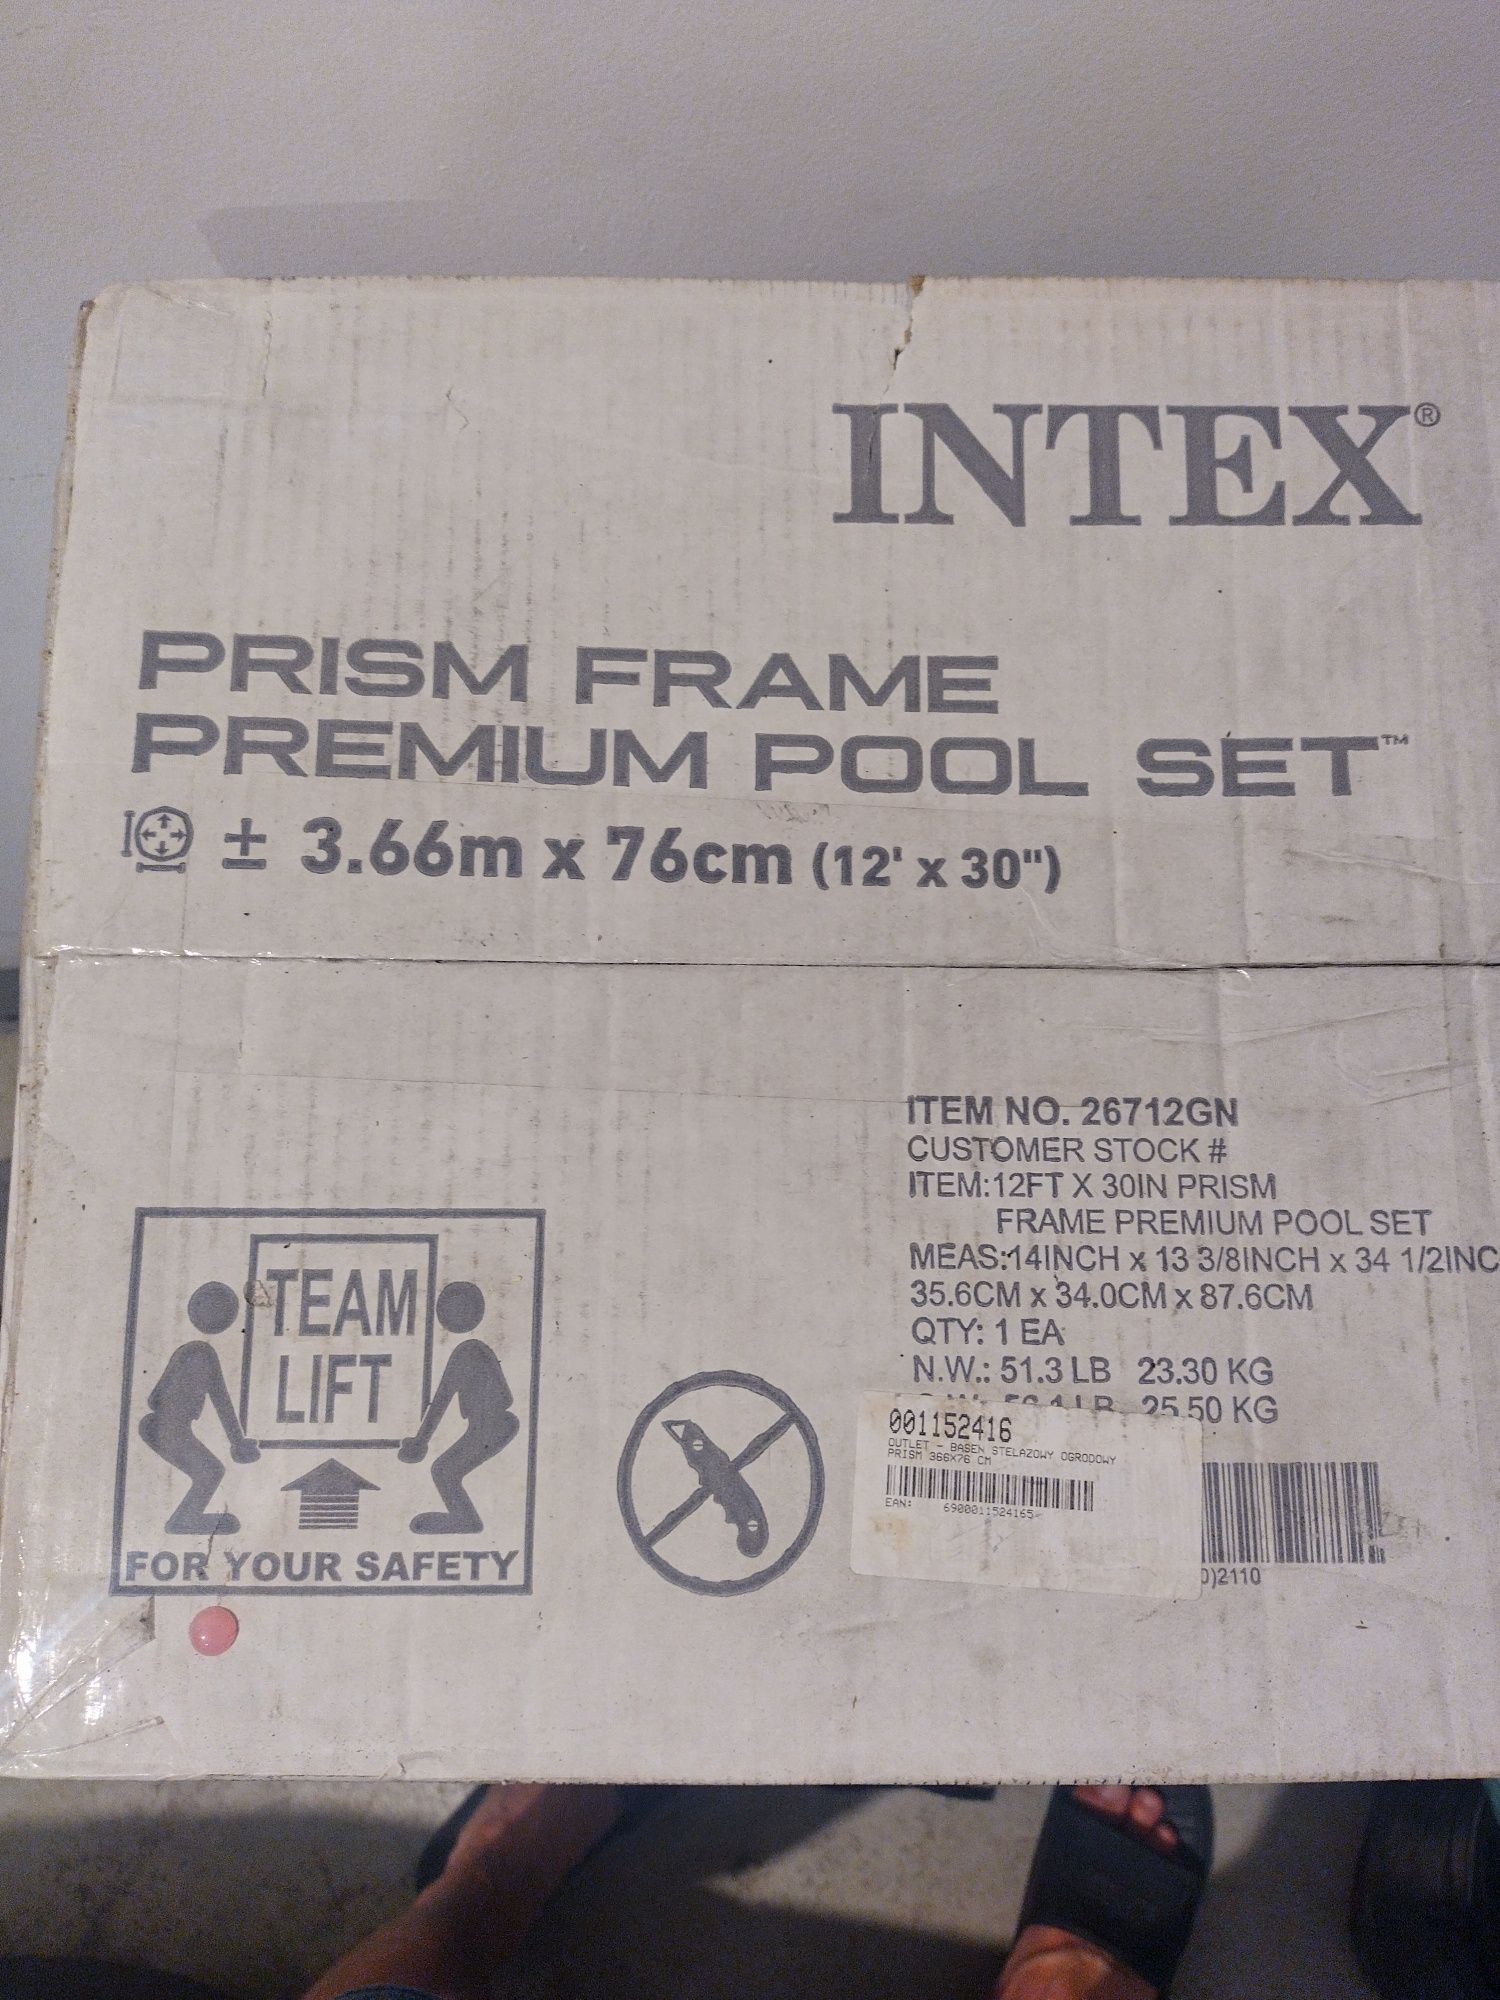 INTEX®
PRISM FRAME
PREMIUM POOL SET™
± 3.66m x 76cm (12' x 30")
ITEM NO. 26712GN
CUSTOMER STOCK #
ITEM:12FT X 30IN PRISM
FRAME PREMIUM POOL SET
MEAS:14INCH x 13 3/8INCH x 34 1/2INC
35.6CM x 34.0CM x 87.6CM
QTY: 1 EA
N.W.: 51.3 LB 23.30 KG
25.50 KG
TEAM
LIFT
FOR YOUR SAFETY
001152416
OUTLET - BASEN STELAZOWY OGRODOWY
PRISM 366X76 CM
EAN: 6900011524165
0)2110